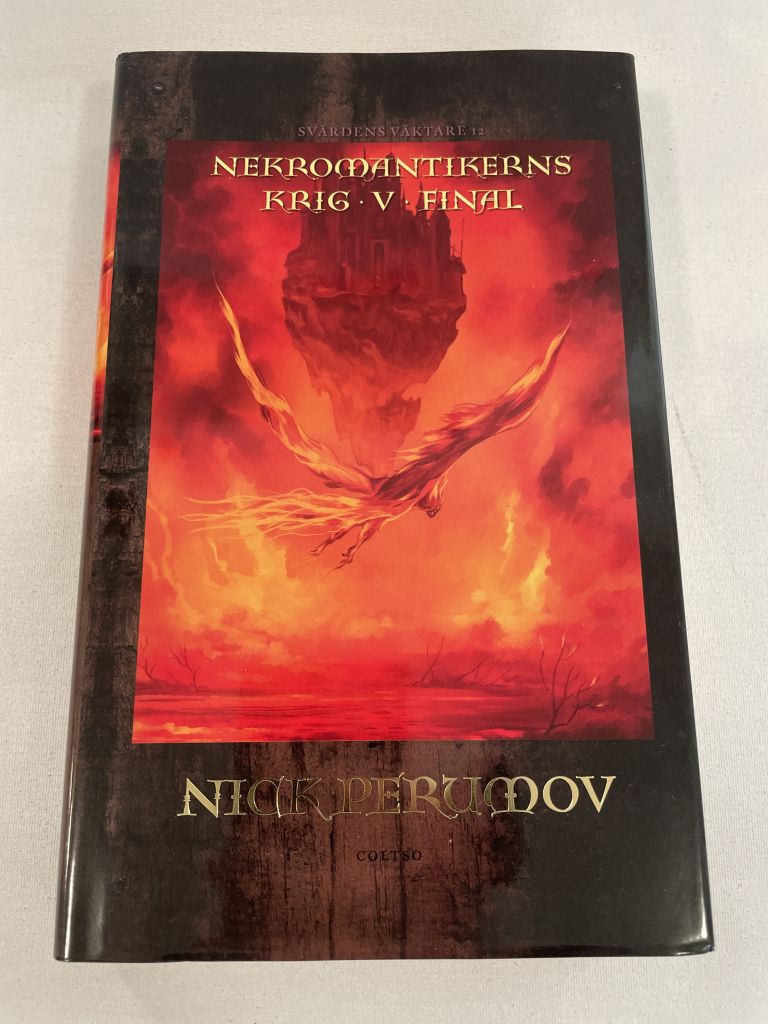 SVÄRDENS VÄKTARE 12
NEKROMANTIKERNS
KRIG · V · FINAL
NICK PERUMOV
COLTSO